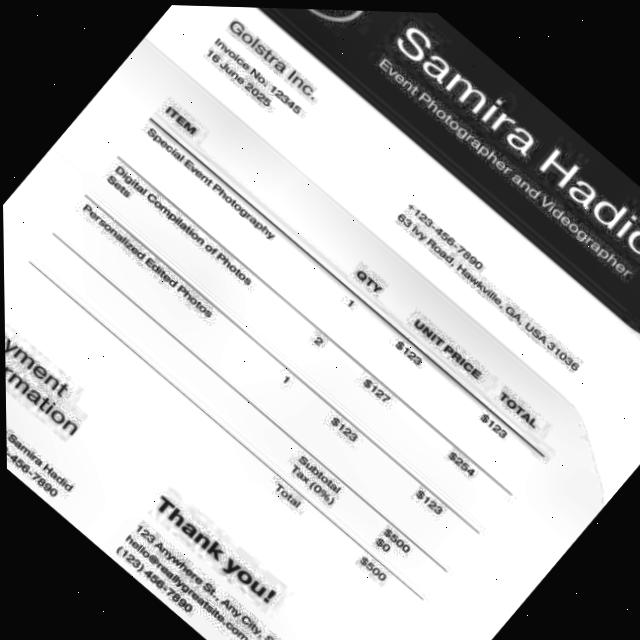 Samira Hadid
Event Photographer and Videographer
Golstra Inc.
Invoice No. 12345
16 June 2025
+123-456-7890
63 Ivy Road, Hawkville, GA, USA 31036
ITEM QTY UNIT PRICE TOTAL
Special Event Photography 1 $123 $123
Digital Compilation of Photos 2 $127 $254
Sets
Personalized Edited Photos 1 $123 $123
Subtotal $500
Tax (0%) $0
Total $500
yment
rmation
Samira Hadid
456-7890
Thank you!
123 Anywhere St., Any City,
hello@reallygreatsite.com
(123) 456-7890